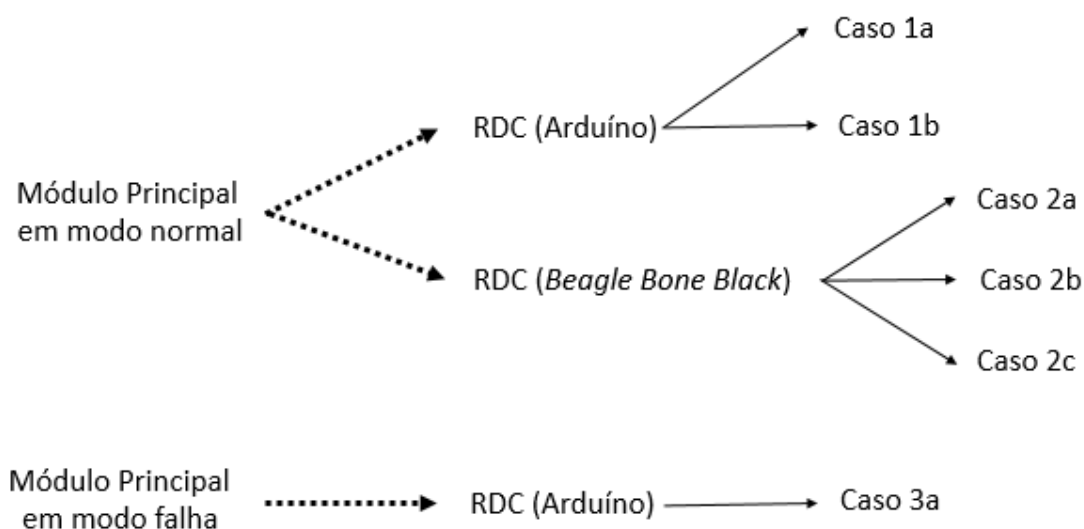 Caso 1a
RDC (Arduíno)
Caso 1b
Módulo Principal
em modo normal
Caso 2a
RDC (Beagle Bone Black)
Caso 2b
Caso 2c
Módulo Principal
em modo falha
RDC (Arduíno)
Caso 3a